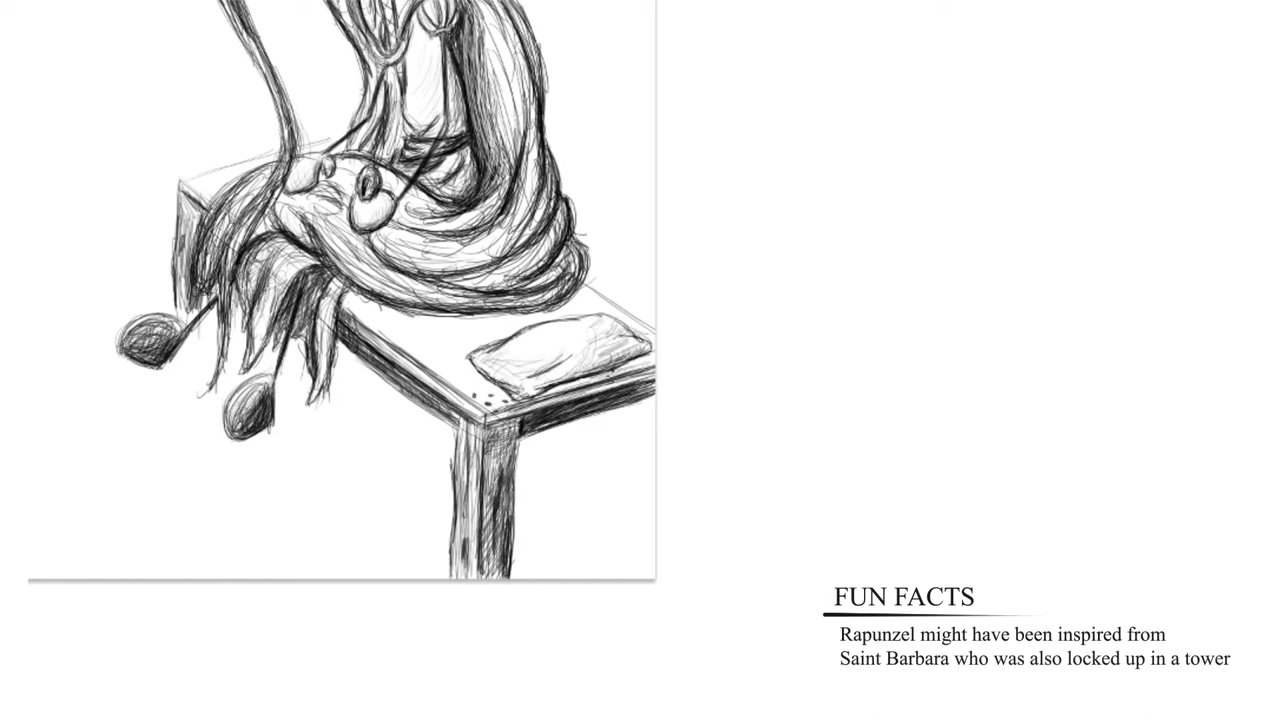 FUN FACTS
Rapunzel might have been inspired from
Saint Barbara who was also locked up in a tower